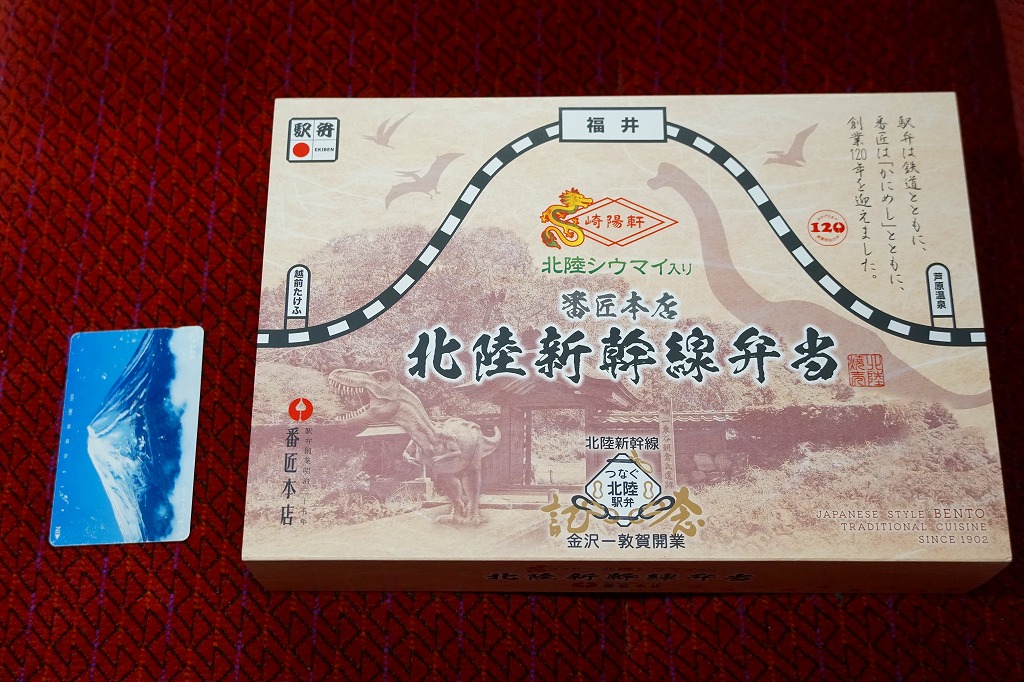 駅弁
EKIBEN
福井
駅弁は鉄道とともに、
番匠は「かにめし」とともに、
創業120年を迎えました。
120
崎陽軒
北陸シウマイ入り
越前たけふ
芦原温泉
番匠本店
北陸新幹線弁当
北陸
焼売
番匠本店
北陸新幹線
つなぐ
北陸
駅弁
記念
金沢ー敦賀開業
JAPANESE STYLE BENTO
TRADITIONAL CUISINE
SINCE 1902
北陸新幹線弁当